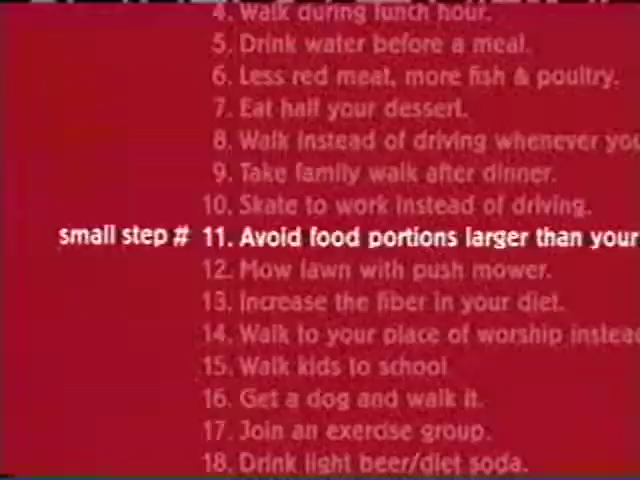 4. Walk during lunch hour.
5. Drink water before a meal.
6. Less red meat, more fish & poultry.
7. Eat half your dessert.
8. Walk instead of driving whenever you
9. Take family walk after dinner.
10. Skate to work instead of driving.
small step # 11. Avoid food portions larger than your
12. Mow lawn with push mower.
13. Increase the fiber in your diet.
14. Walk to your place of worship instead
15. Walk kids to school
16. Get a dog and walk it.
17. Join an exercise group.
18. Drink light beer/diet soda.